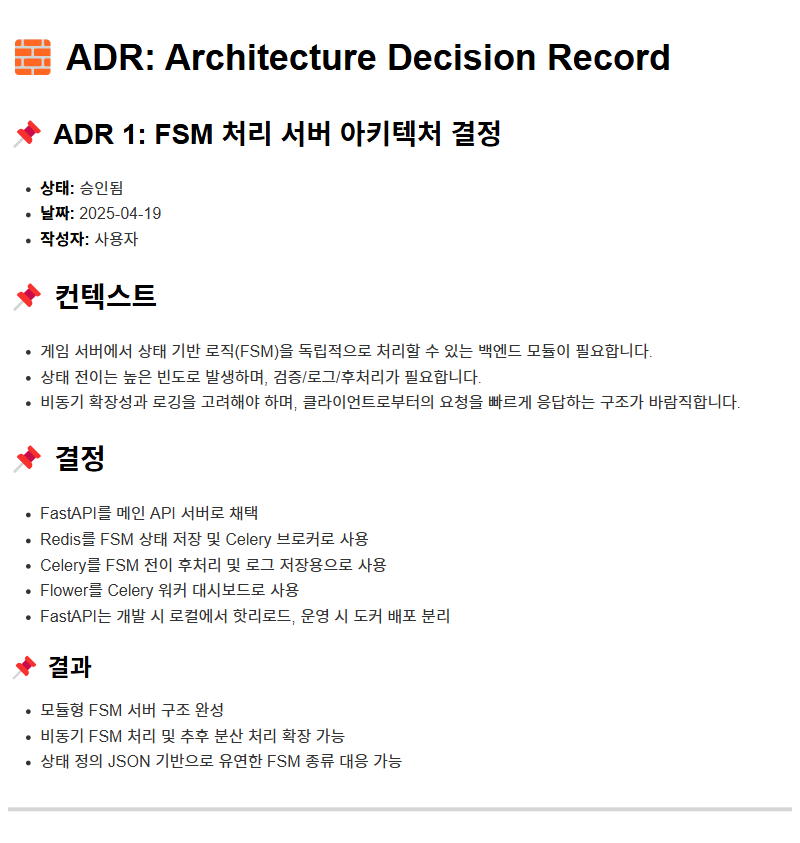 🧱 ADR: Architecture Decision Record
📌 ADR 1: FSM 처리 서버 아키텍처 결정
• 상태: 승인됨
• 날짜: 2025-04-19
• 작성자: 사용자
📌 컨텍스트
• 게임 서버에서 상태 기반 로직(FSM)을 독립적으로 처리할 수 있는 백엔드 모듈이 필요합니다.
• 상태 전이는 높은 빈도로 발생하며, 검증/로그/후처리가 필요합니다.
• 비동기 확장성과 로깅을 고려해야 하며, 클라이언트로부터의 요청을 빠르게 응답하는 구조가 바람직합니다.
📌 결정
• FastAPI를 메인 API 서버로 채택
• Redis를 FSM 상태 저장 및 Celery 브로커로 사용
• Celery를 FSM 전이 후처리 및 로그 저장용으로 사용
• Flower를 Celery 워커 대시보드로 사용
• FastAPI는 개발 시 로컬에서 핫리로드, 운영 시 도커 배포 분리
📌 결과
• 모듈형 FSM 서버 구조 완성
• 비동기 FSM 처리 및 추후 분산 처리 확장 가능
• 상태 정의 JSON 기반으로 유연한 FSM 종류 대응 가능